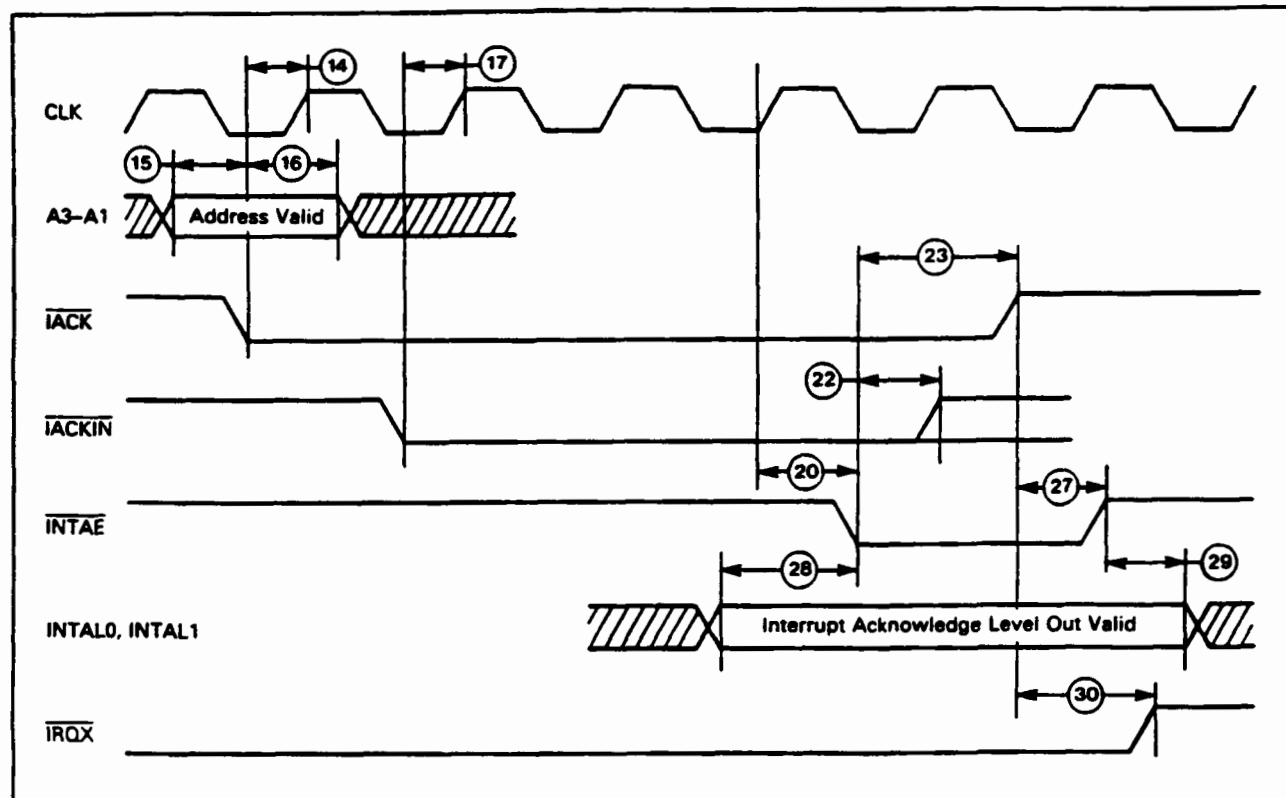 14
17
CLK
15
16
A3–A1
Address Valid
23
IACK
22
IACKIN
20
27
INTAE
28
29
INTAL0, INTAL1
Interrupt Acknowledge Level Out Valid
30
IRQX